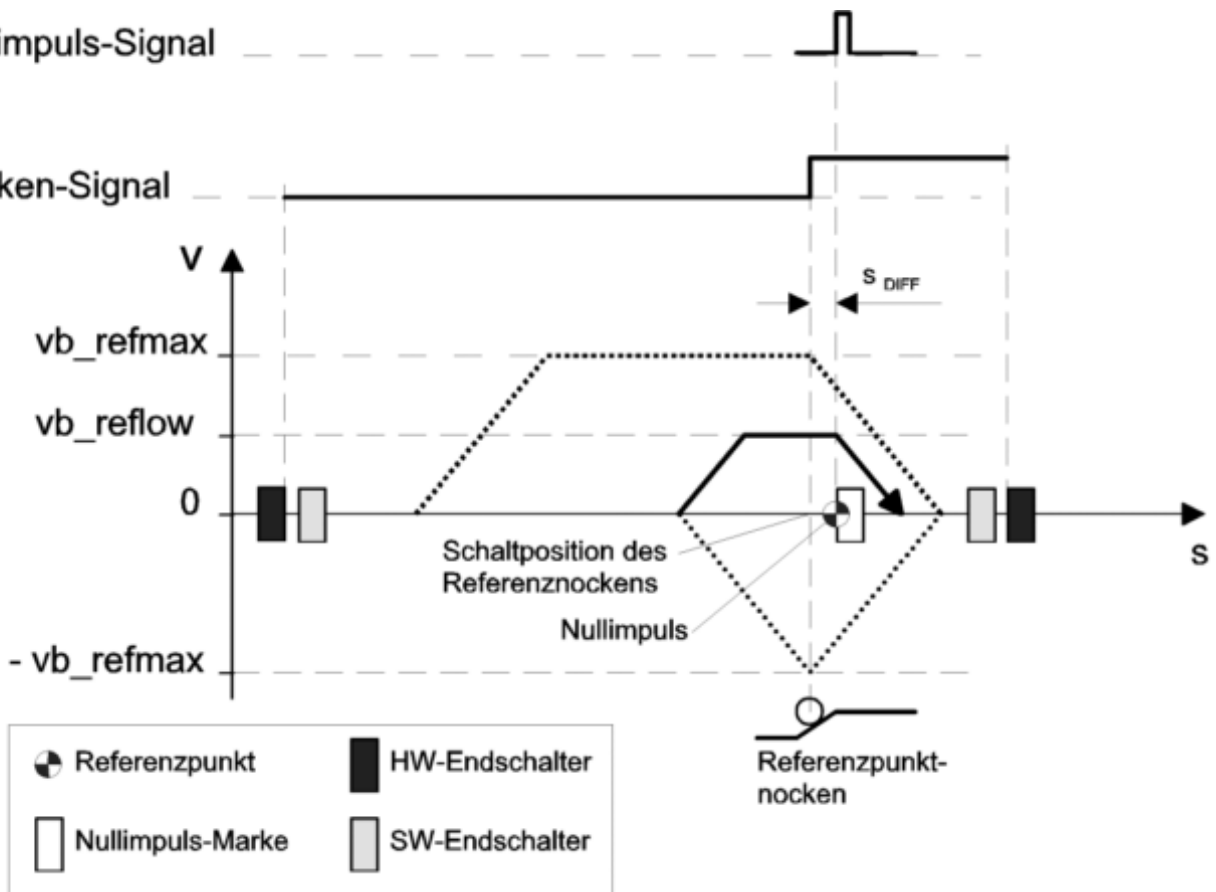 impuls-Signal
ken-Signal
V
s DIFF
vb_refmax
vb_reflow
0
s
Schaltposition des
Referenznockens
Nullimpuls
- vb_refmax
Referenzpunkt-
nocken
Referenzpunkt
HW-Endschalter
Nullimpuls-Marke
SW-Endschalter